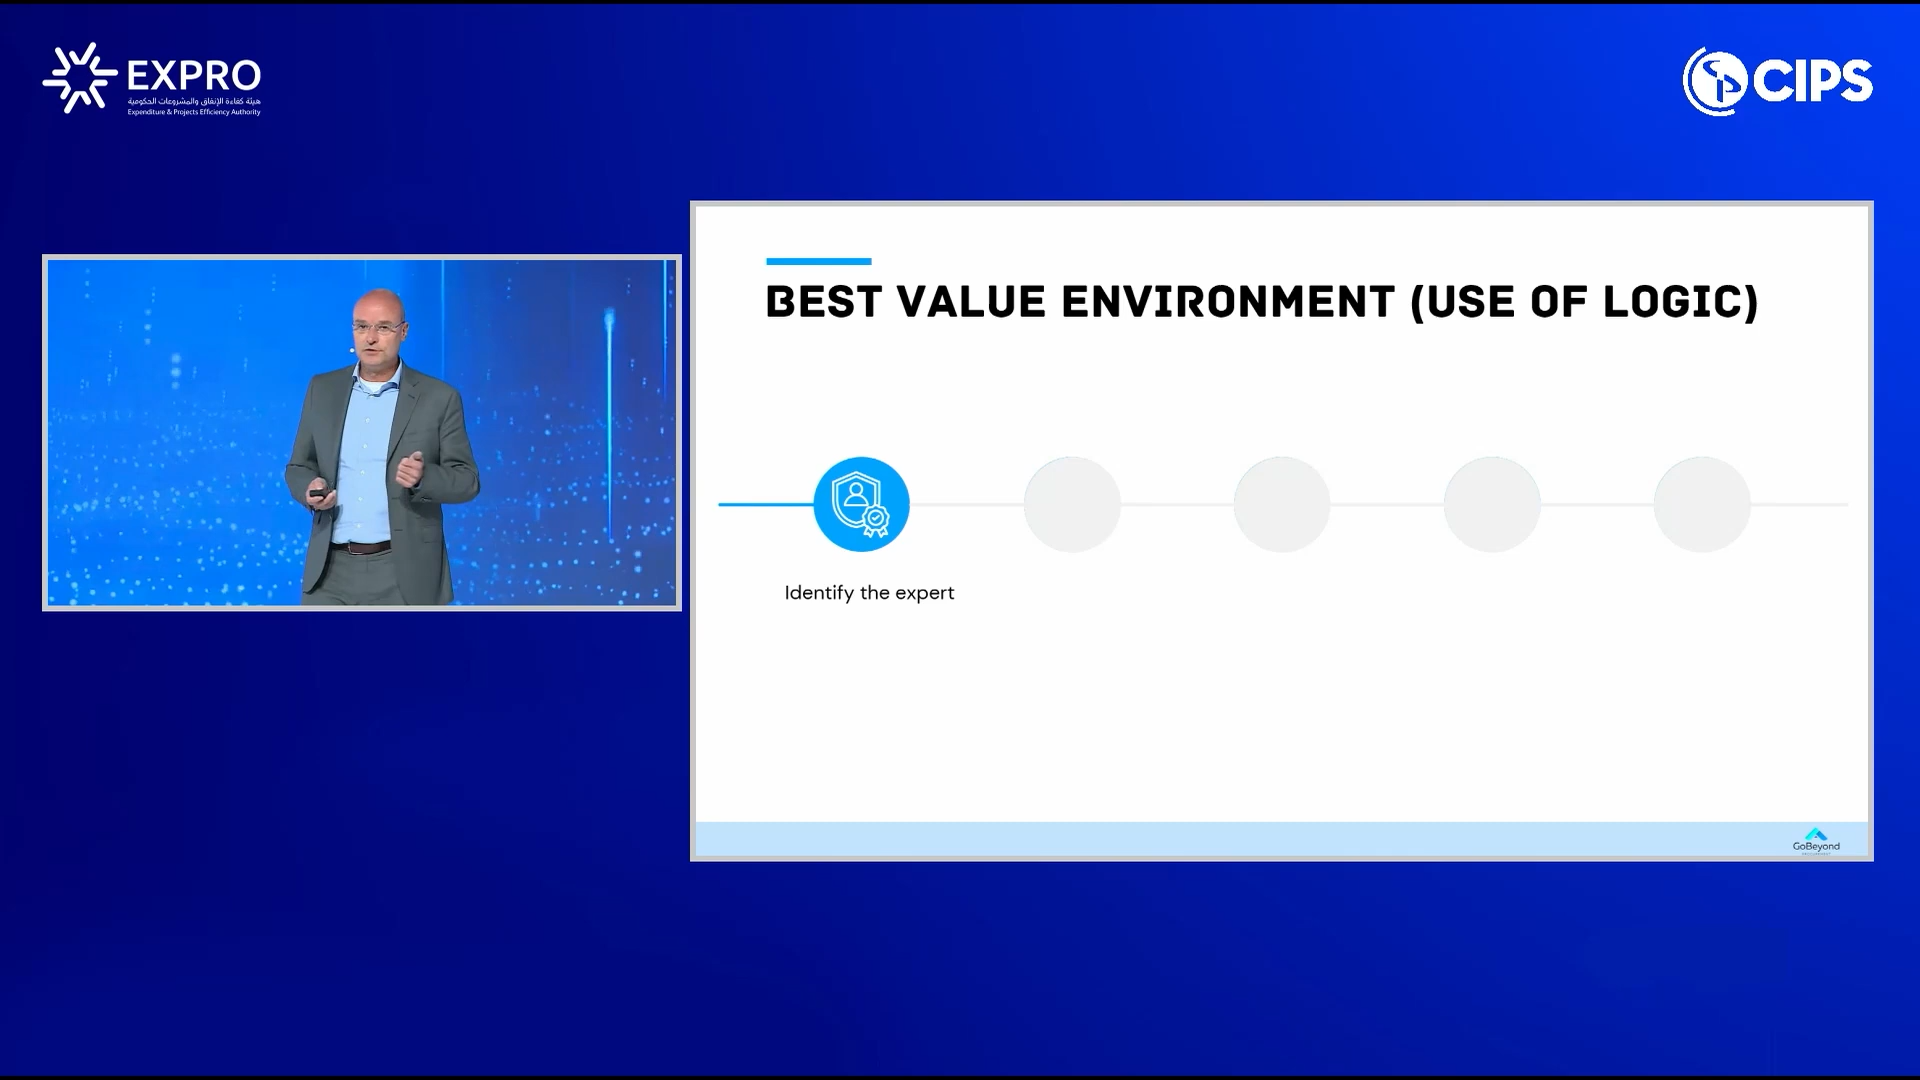 EXPRO
هيئة كفاءة الإنفاق والمشروعات الحكومية
Expenditure & Projects Efficiency Authority
CIPS
BEST VALUE ENVIRONMENT (USE OF LOGIC)
Identify the expert
GoBeyond